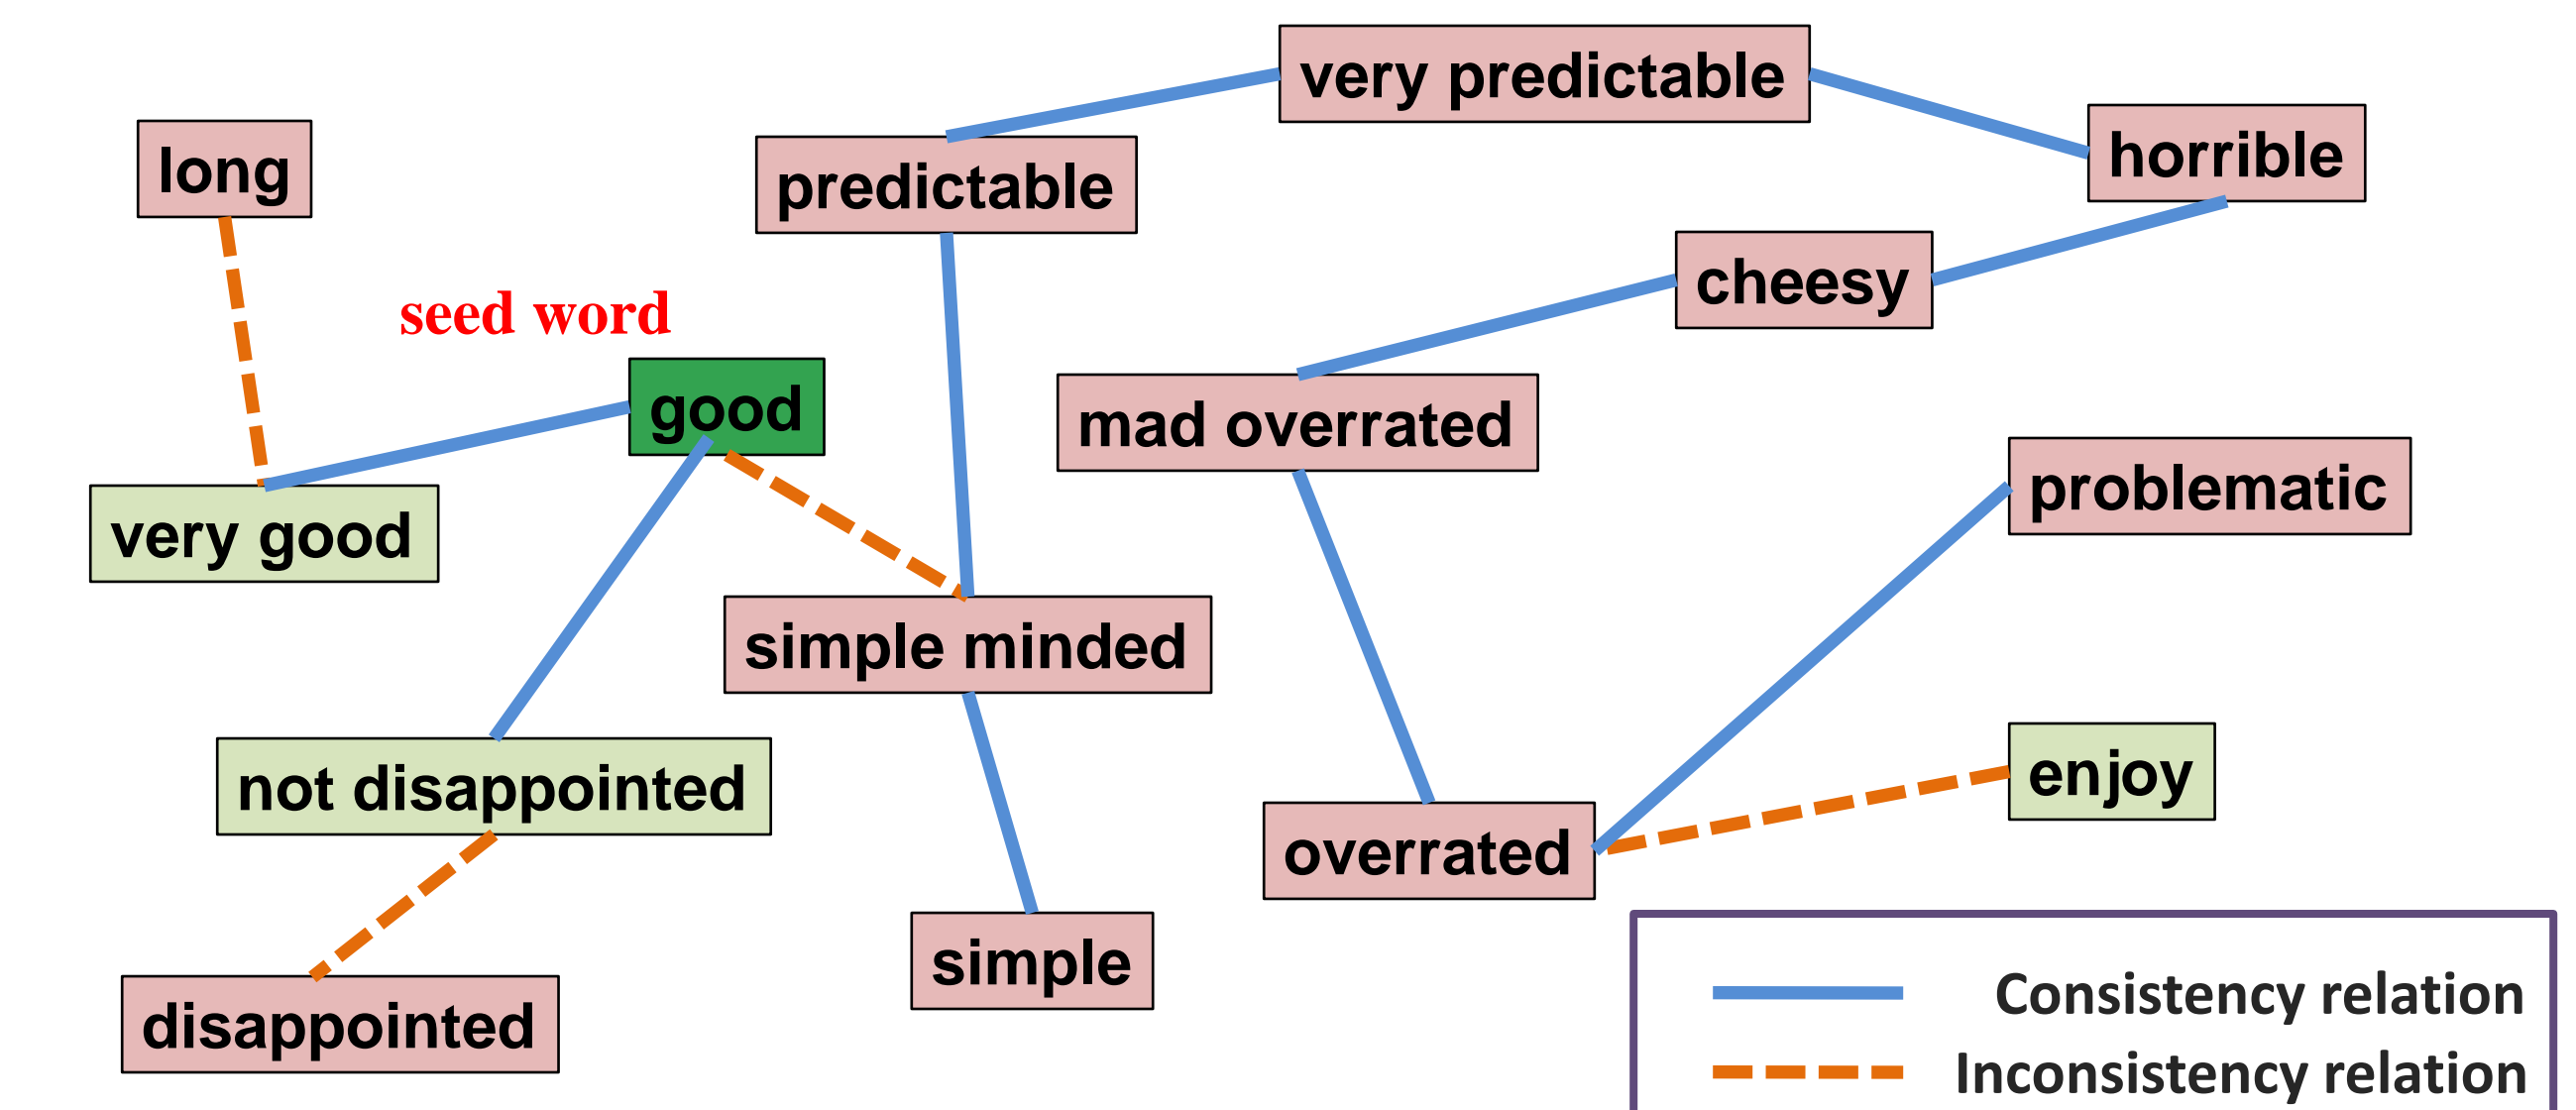 very predictable
long
horrible
predictable
cheesy
seed word
good
mad overrated
problematic
very good
simple minded
not disappointed
enjoy
overrated
simple
disappointed
Consistency relation
Inconsistency relation